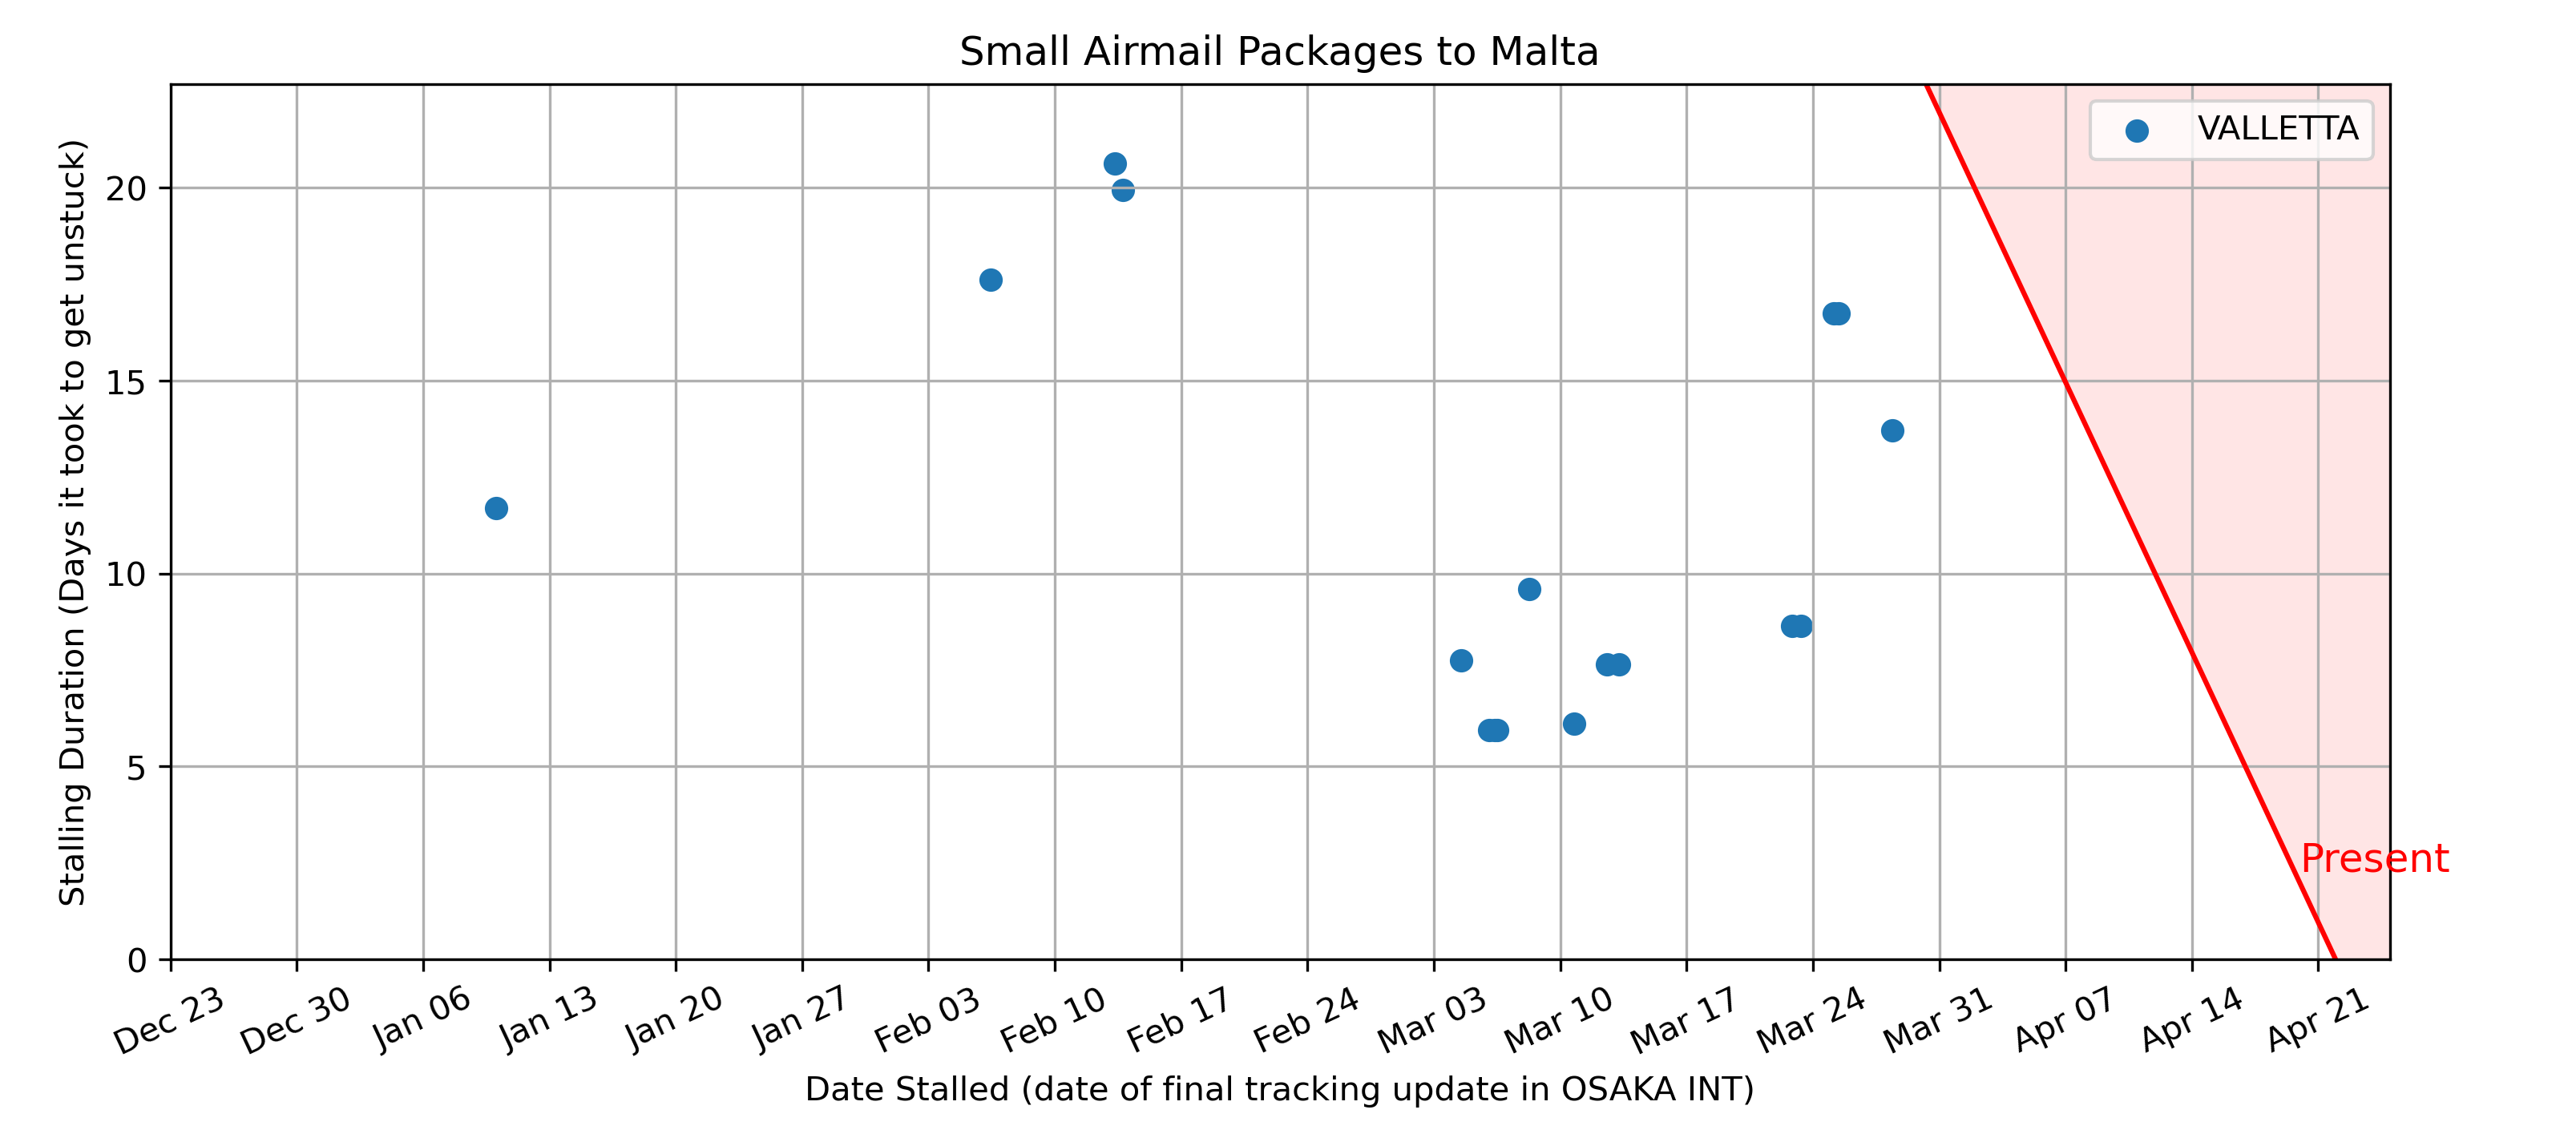 Small Airmail Packages to Malta
VALLETTA
Stalling Duration (Days it took to get unstuck)
20
15
10
5
0
Present
Dec 23
Dec 30
Jan 06
Jan 13
Jan 20
Jan 27
Feb 03
Feb 10
Feb 17
Feb 24
Mar 03
Mar 10
Mar 17
Mar 24
Mar 31
Apr 07
Apr 14
Apr 21
Date Stalled (date of final tracking update in OSAKA INT)